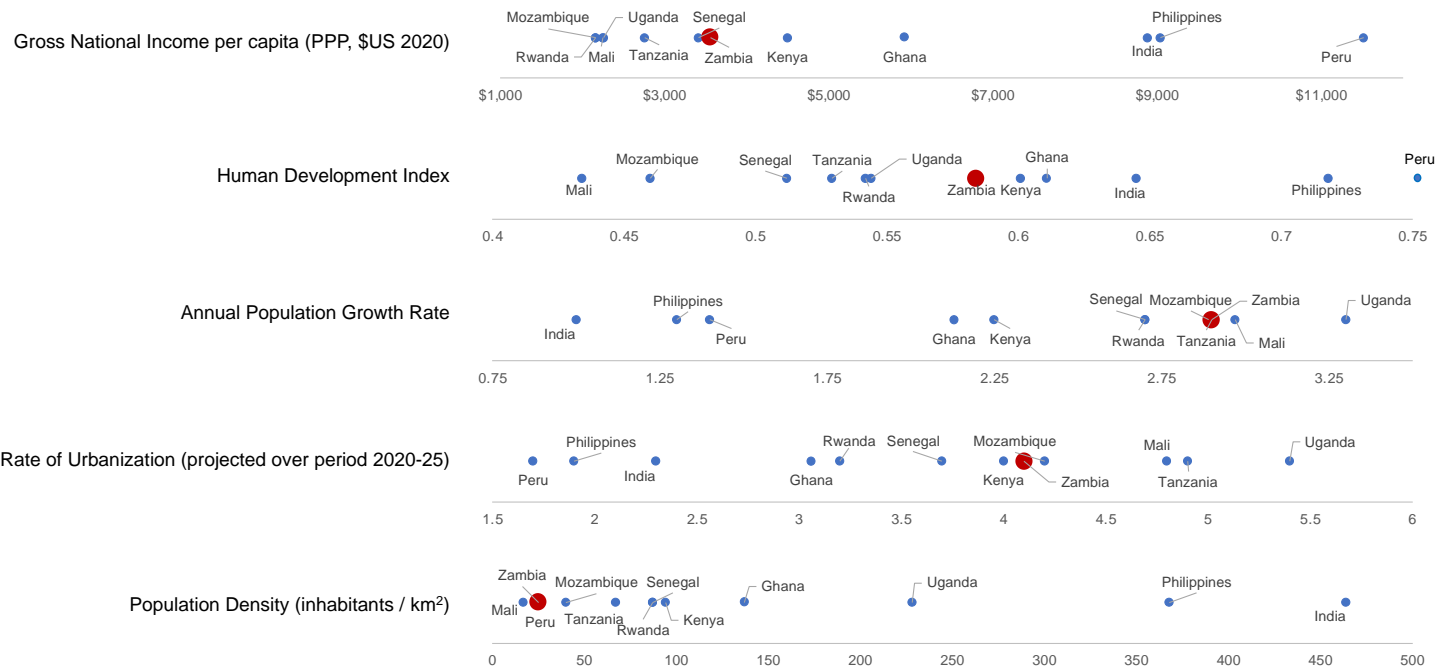 Mozambique Uganda Senegal Philippines
Gross National Income per capita (PPP, $US 2020)
Rwanda Mali Tanzania Zambia Kenya Ghana India Peru
$1,000 $3,000 $5,000 $7,000 $9,000 $11,000
Mozambique Senegal Tanzania Uganda Ghana Peru
Human Development Index
Mali Rwanda Zambia Kenya India Philippines
0.4 0.45 0.5 0.55 0.6 0.65 0.7 0.75
Philippines Senegal Mozambique Zambia Uganda
Annual Population Growth Rate
India Peru Ghana Kenya Rwanda Tanzania Mali
0.75 1.25 1.75 2.25 2.75 3.25
Philippines Rwanda Senegal Mozambique Mali Uganda
Rate of Urbanization (projected over period 2020-25)
Peru India Ghana Kenya Zambia Tanzania
1.5 2 2.5 3 3.5 4 4.5 5 5.5 6
Zambia Mozambique Senegal Ghana Uganda Philippines
Population Density (inhabitants / km²)
Mali Peru Tanzania Rwanda Kenya India
0 50 100 150 200 250 300 350 400 450 500